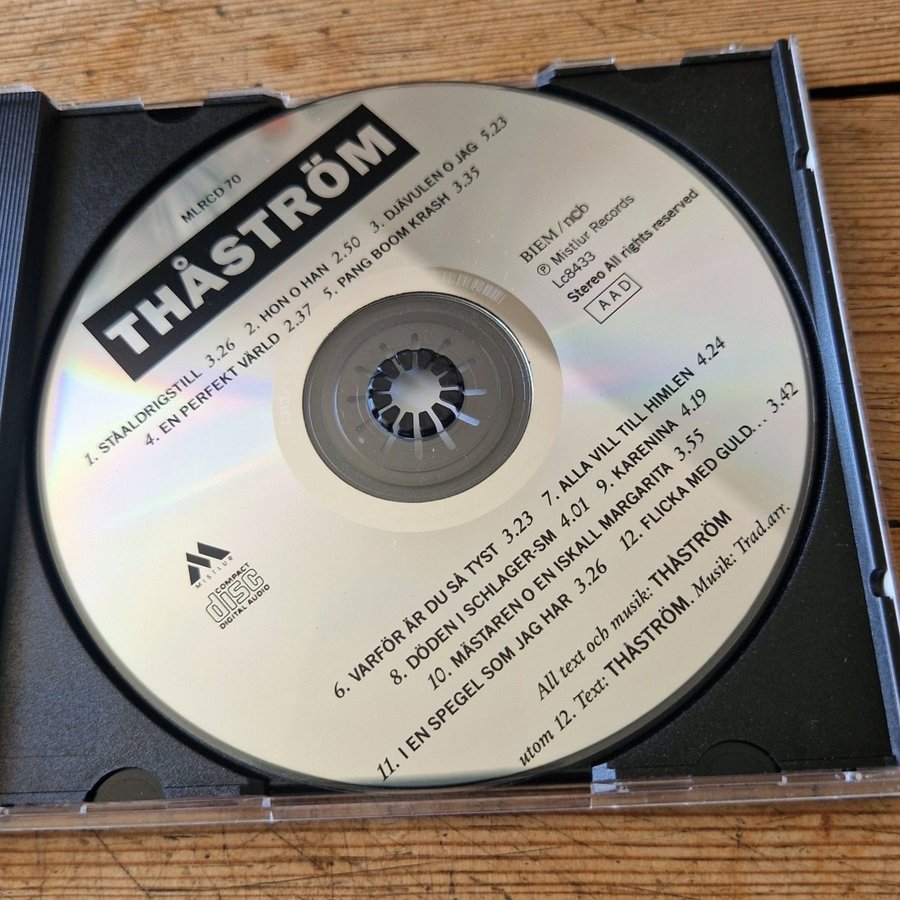 MLRCD 70
THÅSTRÖM
1. STÅAALDRIGSTILL 3.26 2. HON O HAN 2.50 3. DJÄVULEN O JAG 5.23
4. EN PERFEKT VÄRLD 2.37 5. PANG BOOM KRASH 3.35
BIEM/ncb
℗ Mistlur Records
Lc8433
Stereo All rights reserved
AAD
MISTLUR
COMPACT
disc
DIGITAL AUDIO
6. VARFÖR ÄR DU SÅ TYST 3.23 7. ALLA VILL TILL HIMLEN 4.24
8. DÖDEN I SCHLAGER-SM 4.01 9. KARENINA 4.19
10. MÄSTAREN O EN ISKALL MARGARITA 3.55
11. I EN SPEGEL SOM JAG HAR 3.26 12. FLICKA MED GULD... 3.42
All text och musik: THÅSTRÖM
utom 12. Text: THÅSTRÖM. Musik: Trad.arr.